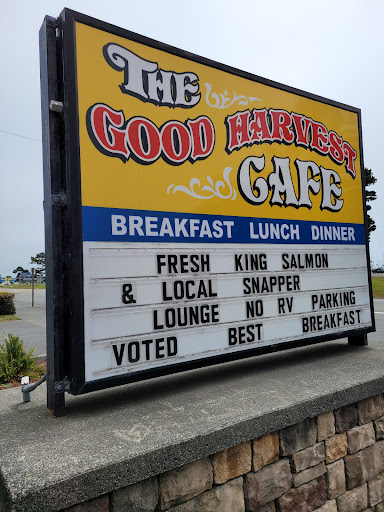 THE
GOOD HARVEST
CAFE
BREAKFAST LUNCH DINNER
FRESH KING SALMON
& LOCAL SNAPPER
LOUNGE NO RV PARKING
VOTED BEST BREAKFAST